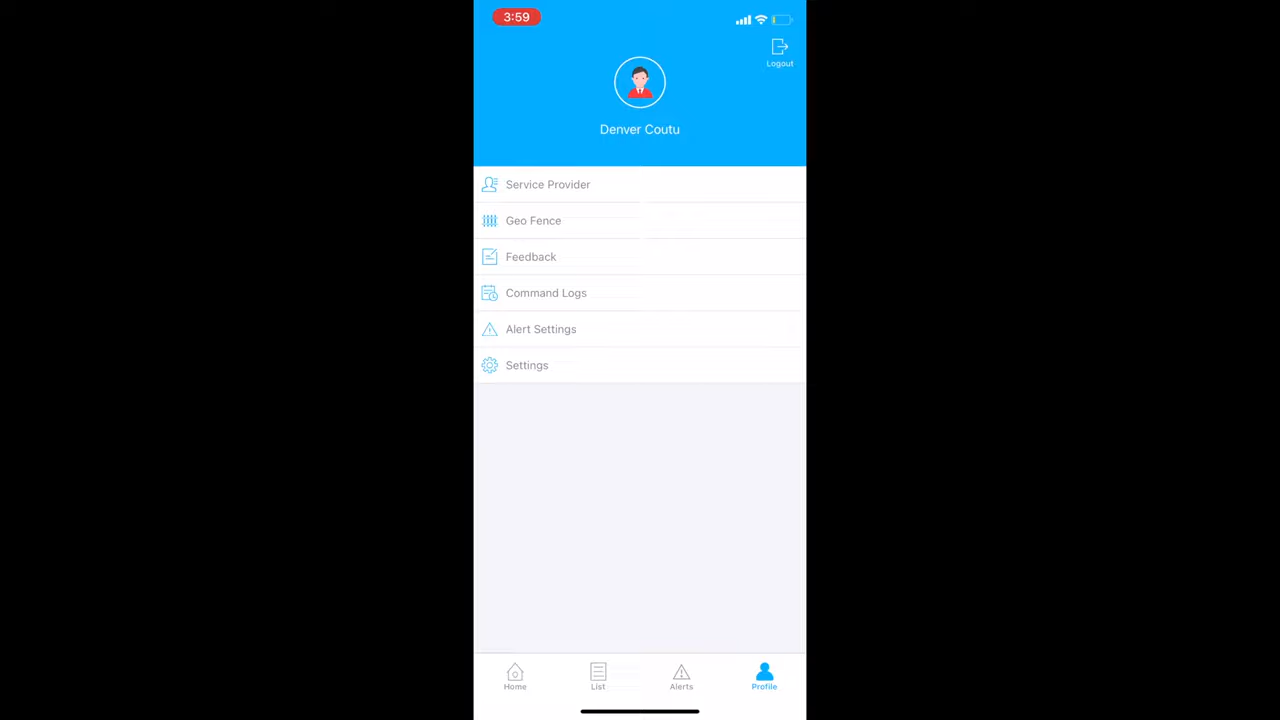 3:59
Logout
Denver Coutu
Service Provider
Geo Fence
Feedback
Command Logs
Alert Settings
Settings
Home
List
Alerts
Profile